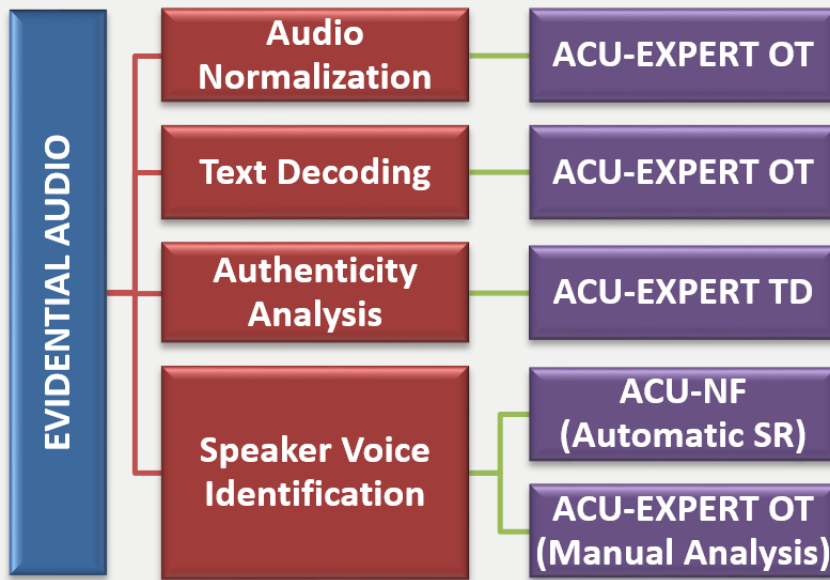 EVIDENTIAL AUDIO
Audio
Normalization
ACU-EXPERT OT
Text Decoding
ACU-EXPERT OT
Authenticity
Analysis
ACU-EXPERT TD
Speaker Voice
Identification
ACU-NF
(Automatic SR)
ACU-EXPERT OT
(Manual Analysis)